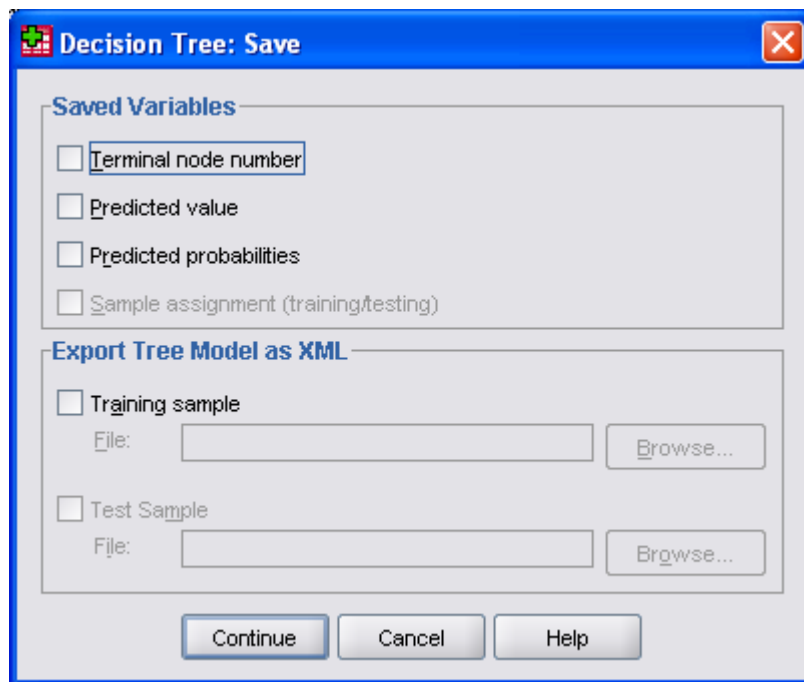 Decision Tree: Save
Saved Variables
Terminal node number
Predicted value
Predicted probabilities
Sample assignment (training/testing)
Export Tree Model as XML
Training sample
File:
Browse...
Test Sample
File:
Browse...
Continue Cancel Help